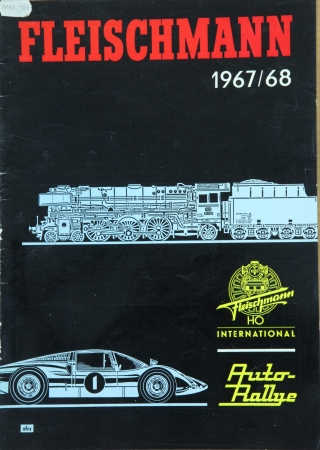 FLEISCHMANN
1967/68
Fleischmann
HO
INTERNATIONAL
Auto-
Rallye
1